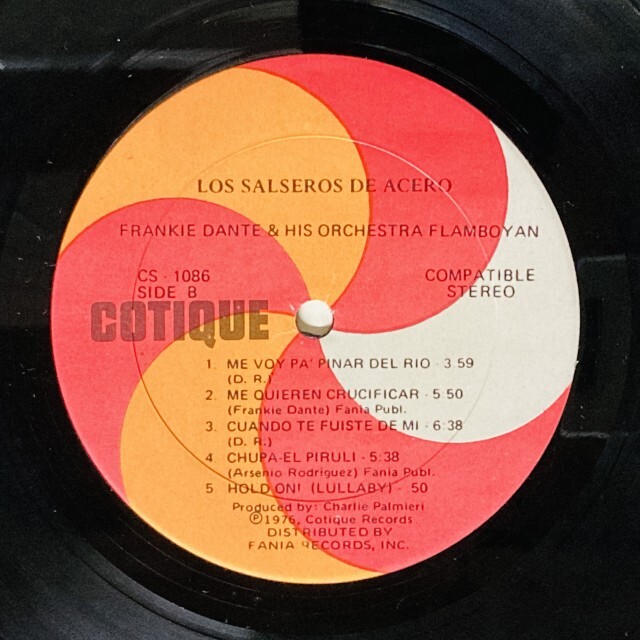 LOS SALSEROS DE ACERO
FRANKIE DANTE & HIS ORCHESTRA FLAMBOYAN
CS - 1086
SIDE B
COMPATIBLE
STEREO
COTIQUE
1. ME VOY PA' PINAR DEL RIO - 3 59
(D. R.)
2. ME QUIEREN CRUCIFICAR - 5:50
(Frankie Dante) Fania Publ.
3. CUANDO TE FUISTE DE MI - 6:38
(D. R.)
4. CHUPA-EL PIRULI - 5:38
(Arsenio Rodriguez) Fania Publ.
5 HOLD ON! (LULLABY) - 50
Produced by: Charlie Palmieri
℗1976, Cotique Records
DISTRIBUTED BY
FANIA RECORDS, INC.